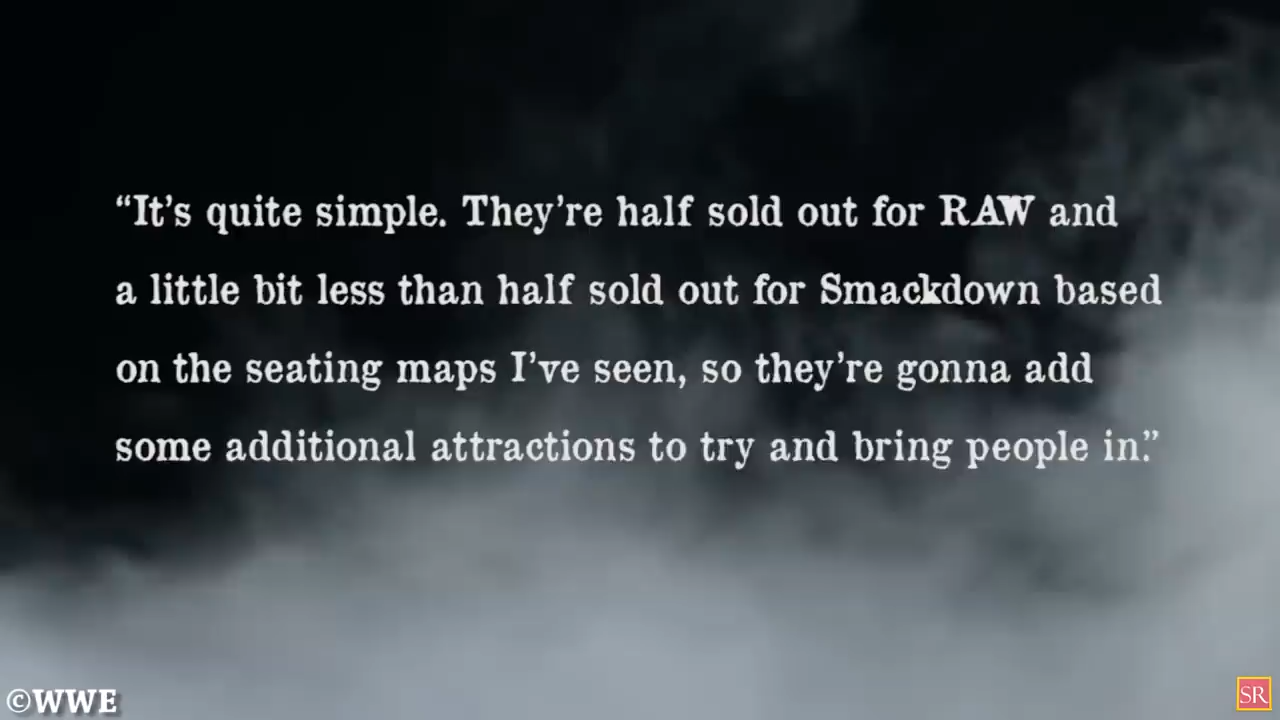 “It’s quite simple. They’re half sold out for RAW and
a little bit less than half sold out for Smackdown based
on the seating maps I’ve seen, so they’re gonna add
some additional attractions to try and bring people in.”
©WWE
SR